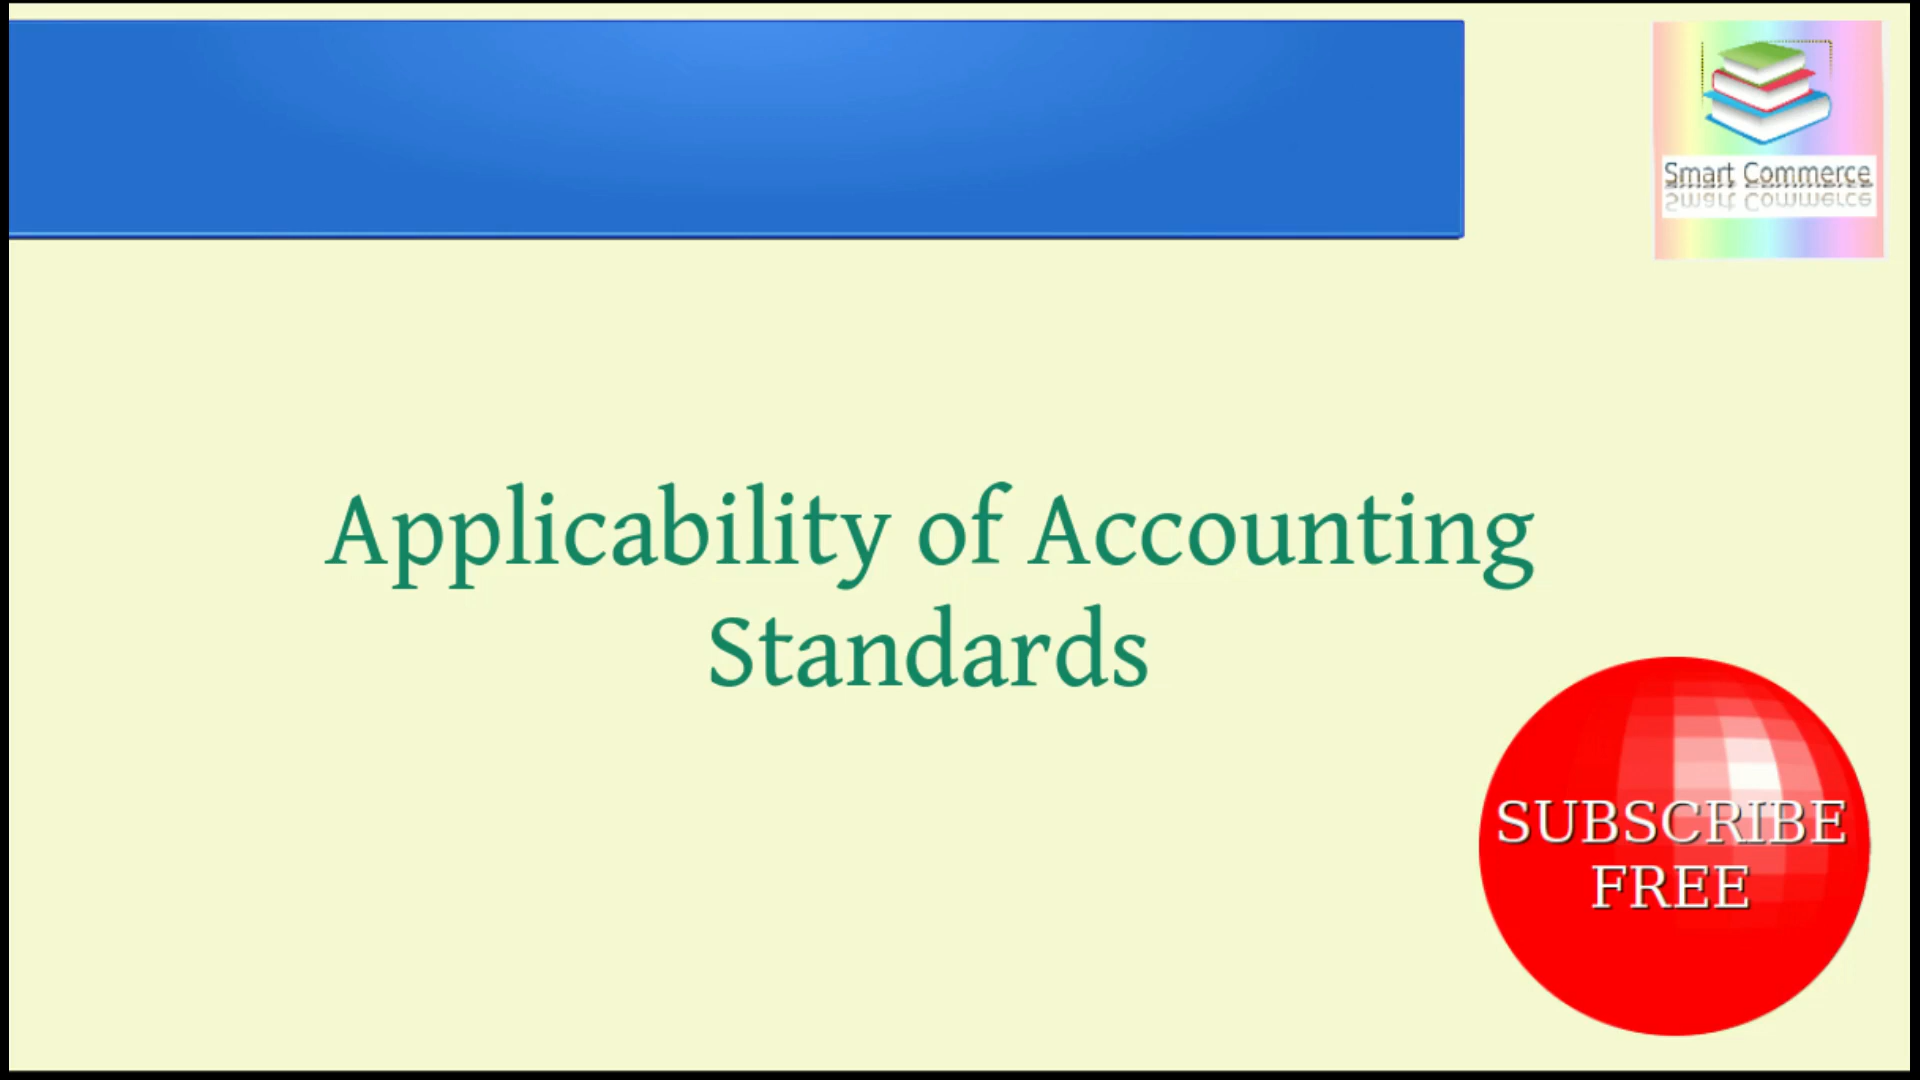 Smart Commerce
Applicability of Accounting
Standards
SUBSCRIBE
FREE